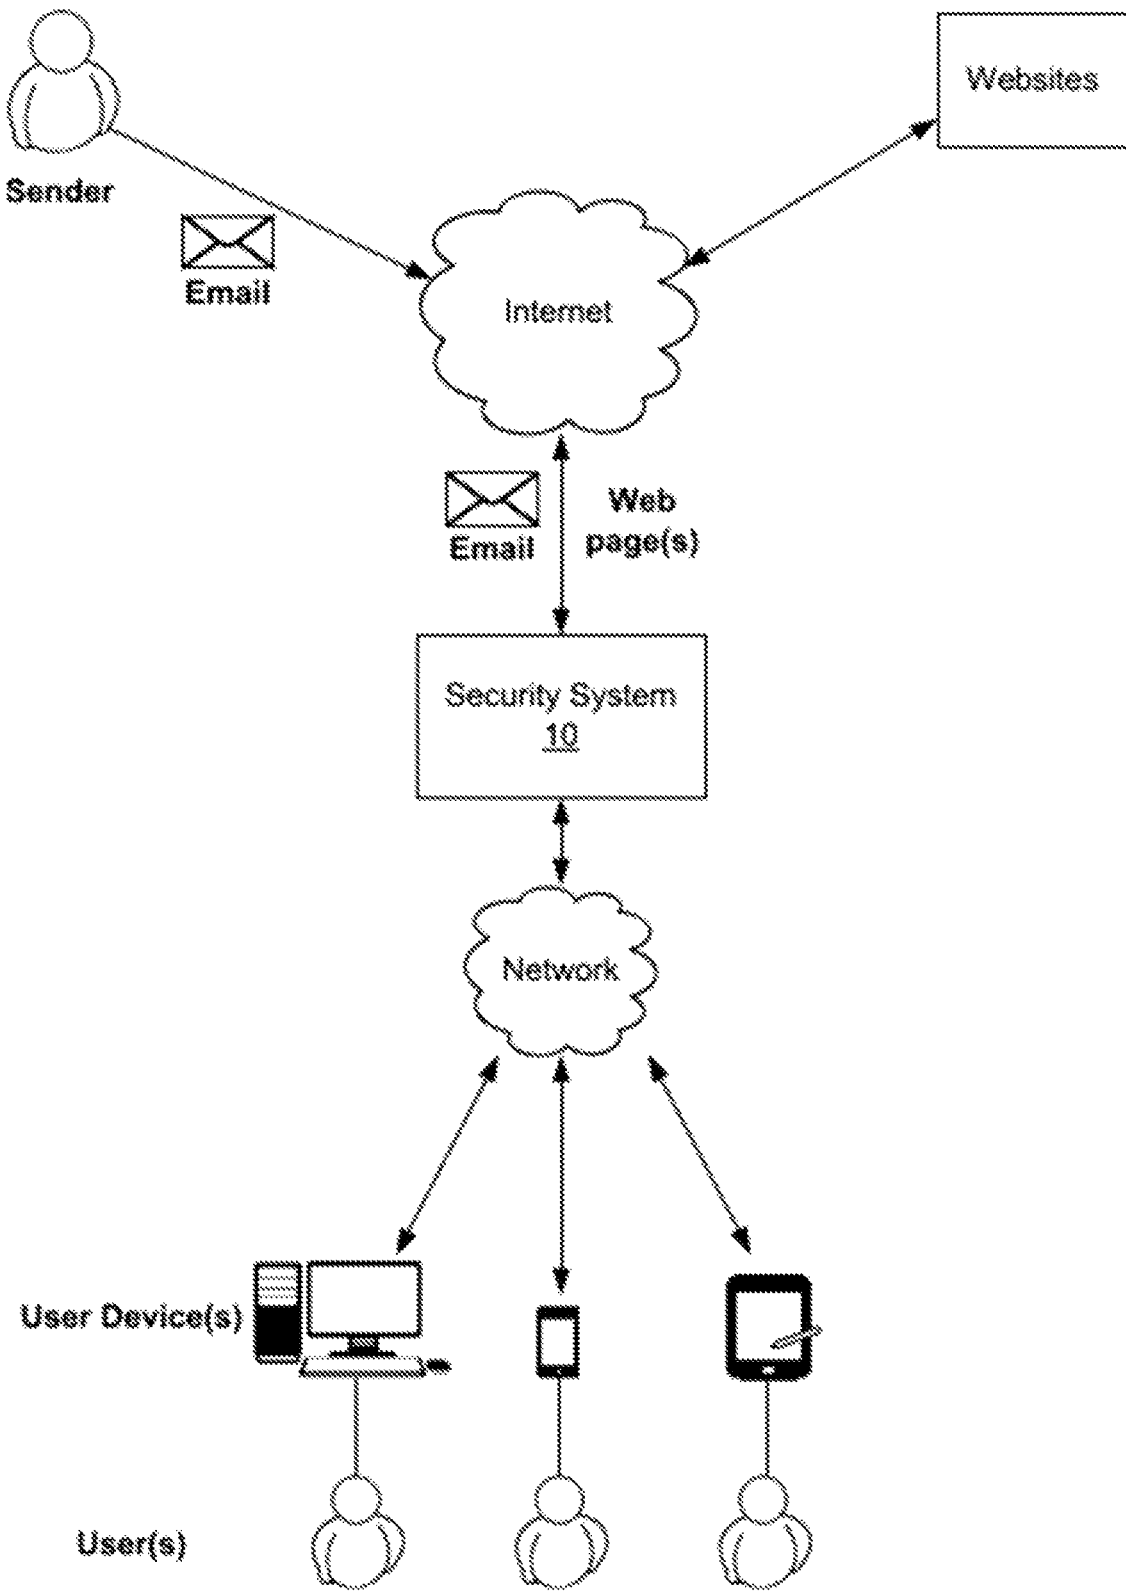 Websites
Sender
Email
Internet
Email
Web
page(s)
Security System
10
Network
User Device(s)
User(s)